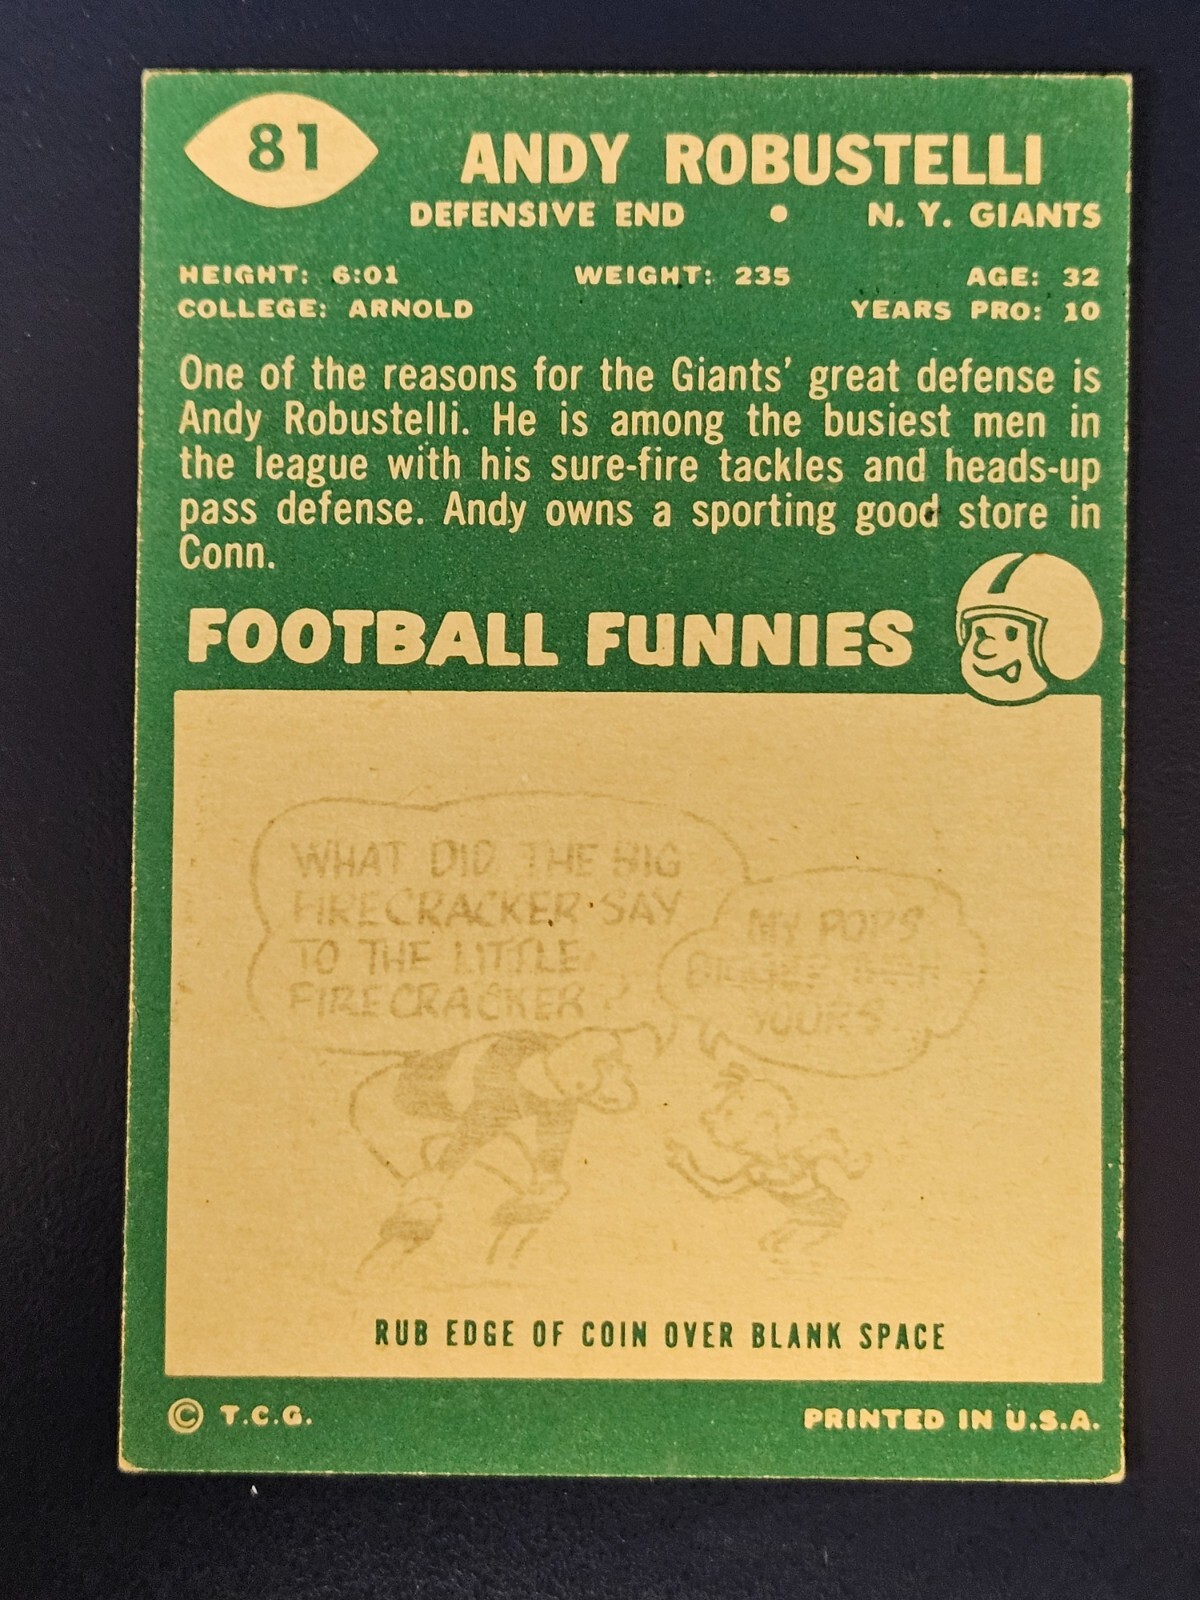 81
ANDY ROBUSTELLI
DEFENSIVE END • N. Y. GIANTS
HEIGHT: 6:01 WEIGHT: 235 AGE: 32
COLLEGE: ARNOLD YEARS PRO: 10
One of the reasons for the Giants' great defense is
Andy Robustelli. He is among the busiest men in
the league with his sure-fire tackles and heads-up
pass defense. Andy owns a sporting good store in
Conn.
FOOTBALL FUNNIES
WHAT DID THE BIG
FIRECRACKER SAY
TO THE LITTLE
FIRECRACKER?
MY POPS
BIGGER THAN
YOURS
RUB EDGE OF COIN OVER BLANK SPACE
© T.C.G. PRINTED IN U.S.A.